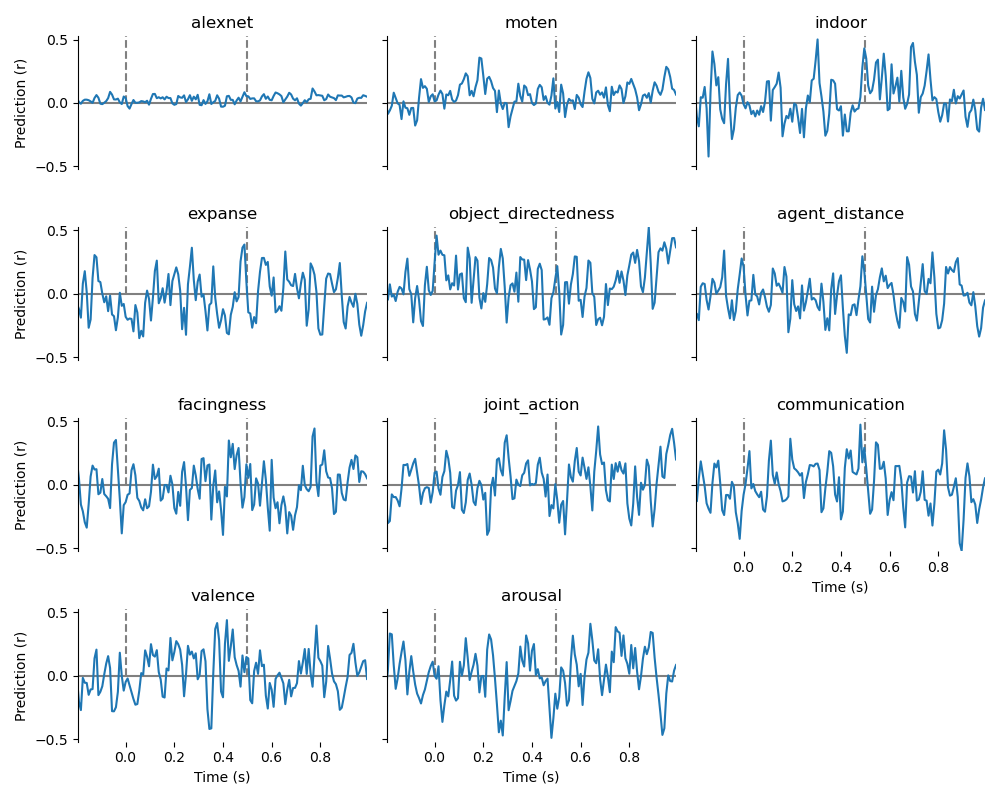 alexnet
moten
indoor
Prediction (r)
0.5
0.0
−0.5
expanse
object_directedness
agent_distance
Prediction (r)
0.5
0.0
−0.5
facingness
joint_action
communication
Prediction (r)
0.5
0.0
−0.5
0.0 0.2 0.4 0.6 0.8
Time (s)
valence
arousal
Prediction (r)
0.5
0.0
−0.5
0.0 0.2 0.4 0.6 0.8
Time (s)
0.0 0.2 0.4 0.6 0.8
Time (s)